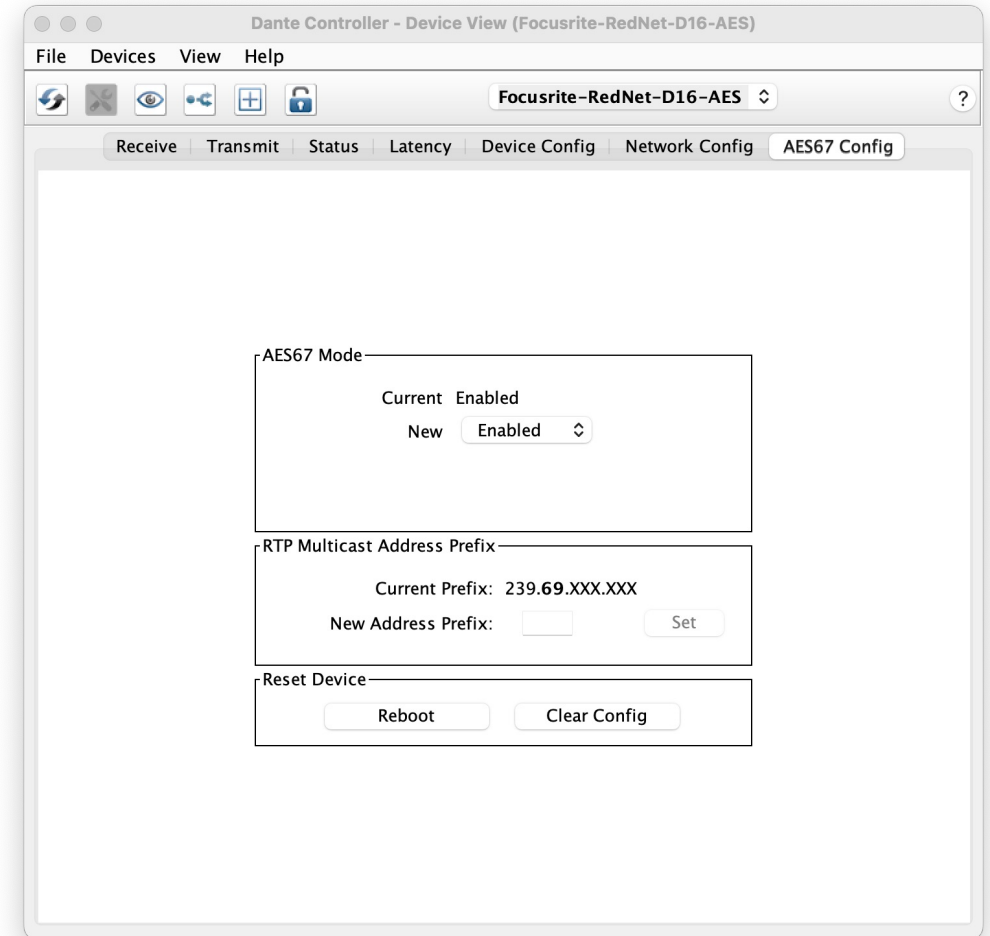 Dante Controller - Device View (Focusrite-RedNet-D16-AES)
File Devices View Help
Focusrite-RedNet-D16-AES ?
Receive Transmit Status Latency Device Config Network Config AES67 Config
AES67 Mode
Current Enabled
New Enabled
RTP Multicast Address Prefix
Current Prefix: 239.69.XXX.XXX
New Address Prefix: Set
Reset Device
Reboot Clear Config